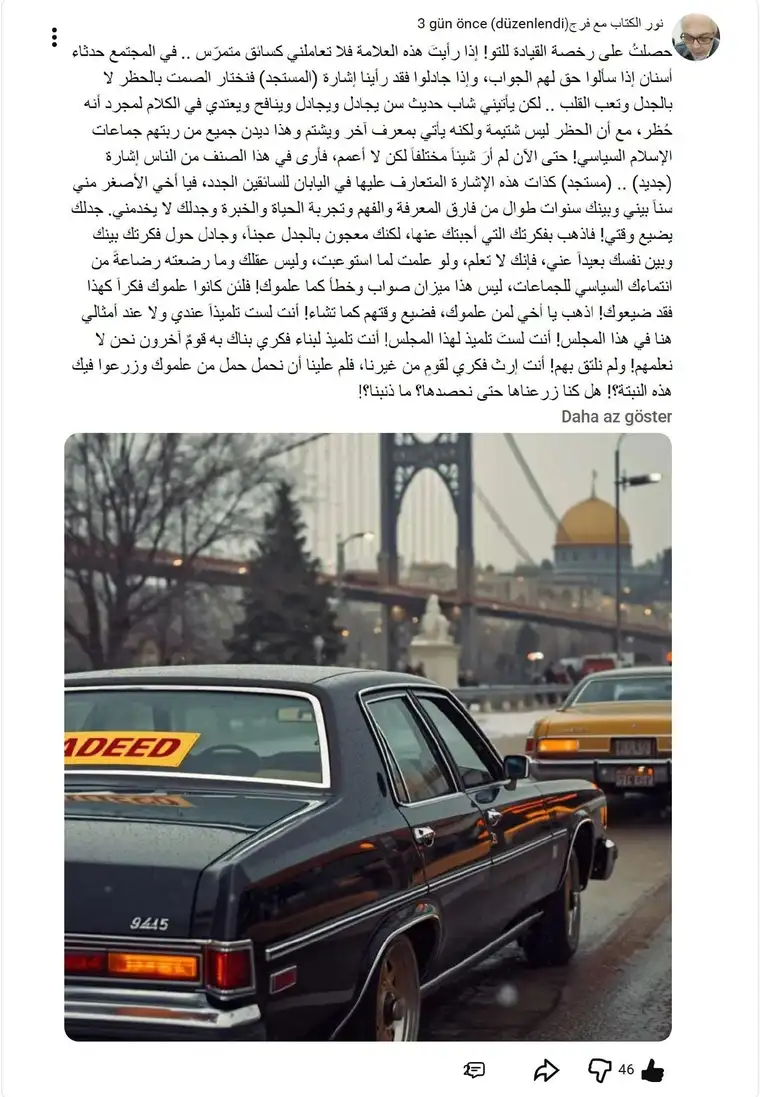 نور الكتاب مع فرج(düzenlendi) 3 gün önce
حصلتُ على رخصة القيادة للتو! إذا رأيتَ هذه العلامة فلا تعاملني كسائق متمرّس .. في المجتمع حدثاء
أسنان إذا سألوا حق لهم الجواب، وإذا جادلوا فقد رأينا إشارة (المستجد) فنختار الصمت بالحظر لا
بالجدل وتعب القلب .. لكن يأتيني شاب حديث سن يجادل ويجادل وينافح ويعتدي في الكلام لمجرد أنه
حُظر، مع أن الحظر ليس شتيمة ولكنه يأتي بمعرف آخر ويشتم وهذا ديدن جميع من ربتهم جماعات
الإسلام السياسي! حتى الآن لم أرَ شيئاً مختلفاً لكن لا أعمم، فأرى في هذا الصنف من الناس إشارة
(جديد) .. (مستجد) كذات هذه الإشارة المتعارف عليها في اليابان للسائقين الجدد، فيا أخي الأصغر مني
سناً بيني وبينك سنوات طوال من فارق المعرفة والفهم وتجربة الحياة والخبرة وجدلك لا يخدمني. جدلك
يضيع وقتي! فاذهب بفكرتك التي أجبتك عنها، لكنك معجون بالجدل عجناً، وجادل حول فكرتك بينك
وبين نفسك بعيداً عني، فإنك لا تعلم، ولو علمت لما استوعبت، وليس عقلك وما رضعته رضاعةً من
انتماءك السياسي للجماعات، ليس هذا ميزان صواب وخطأ كما علموك! فلئن كانوا علموك فكراً كهذا
فقد ضيعوك! اذهب يا أخي لمن علموك، فضيع وقتهم كما تشاء! أنت لست تلميذاً عندي ولا عند أمثالي
هنا في هذا المجلس! أنت لستَ تلميذ لهذا المجلس! أنت تلميذ لبناء فكري بناك به قومٌ آخرون نحن لا
نعلمهم! ولم نلتق بهم! أنت إرث فكري لقومٍ من غيرنا، فلم علينا أن نحمل حمل من علموك وزرعوا فيك
هذه النبتة؟! هل كنا زرعناها حتى نحصدها؟ ما ذنبنا؟!
Daha az göster
ADEED
9445
46
2